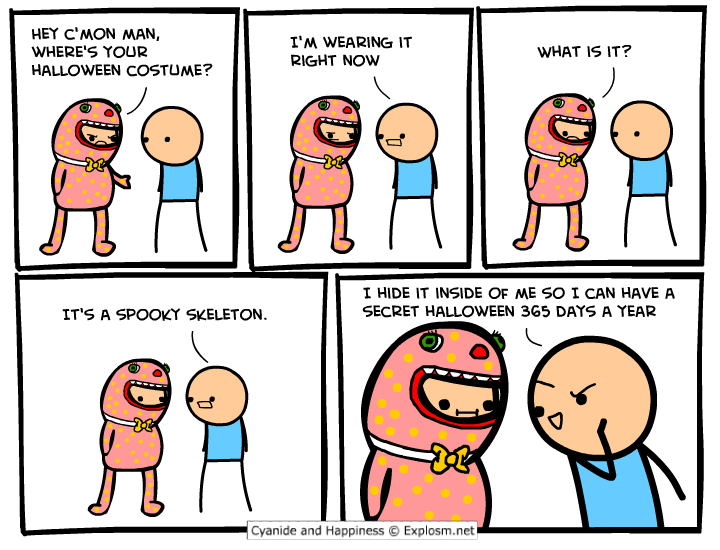 HEY C'MON MAN,
WHERE'S YOUR
HALLOWEEN COSTUME?
I'M WEARING IT
RIGHT NOW
WHAT IS IT?
IT'S A SPOOKY SKELETON.
I HIDE IT INSIDE OF ME SO I CAN HAVE A
SECRET HALLOWEEN 365 DAYS A YEAR
Cyanide and Happiness © Explosm.net